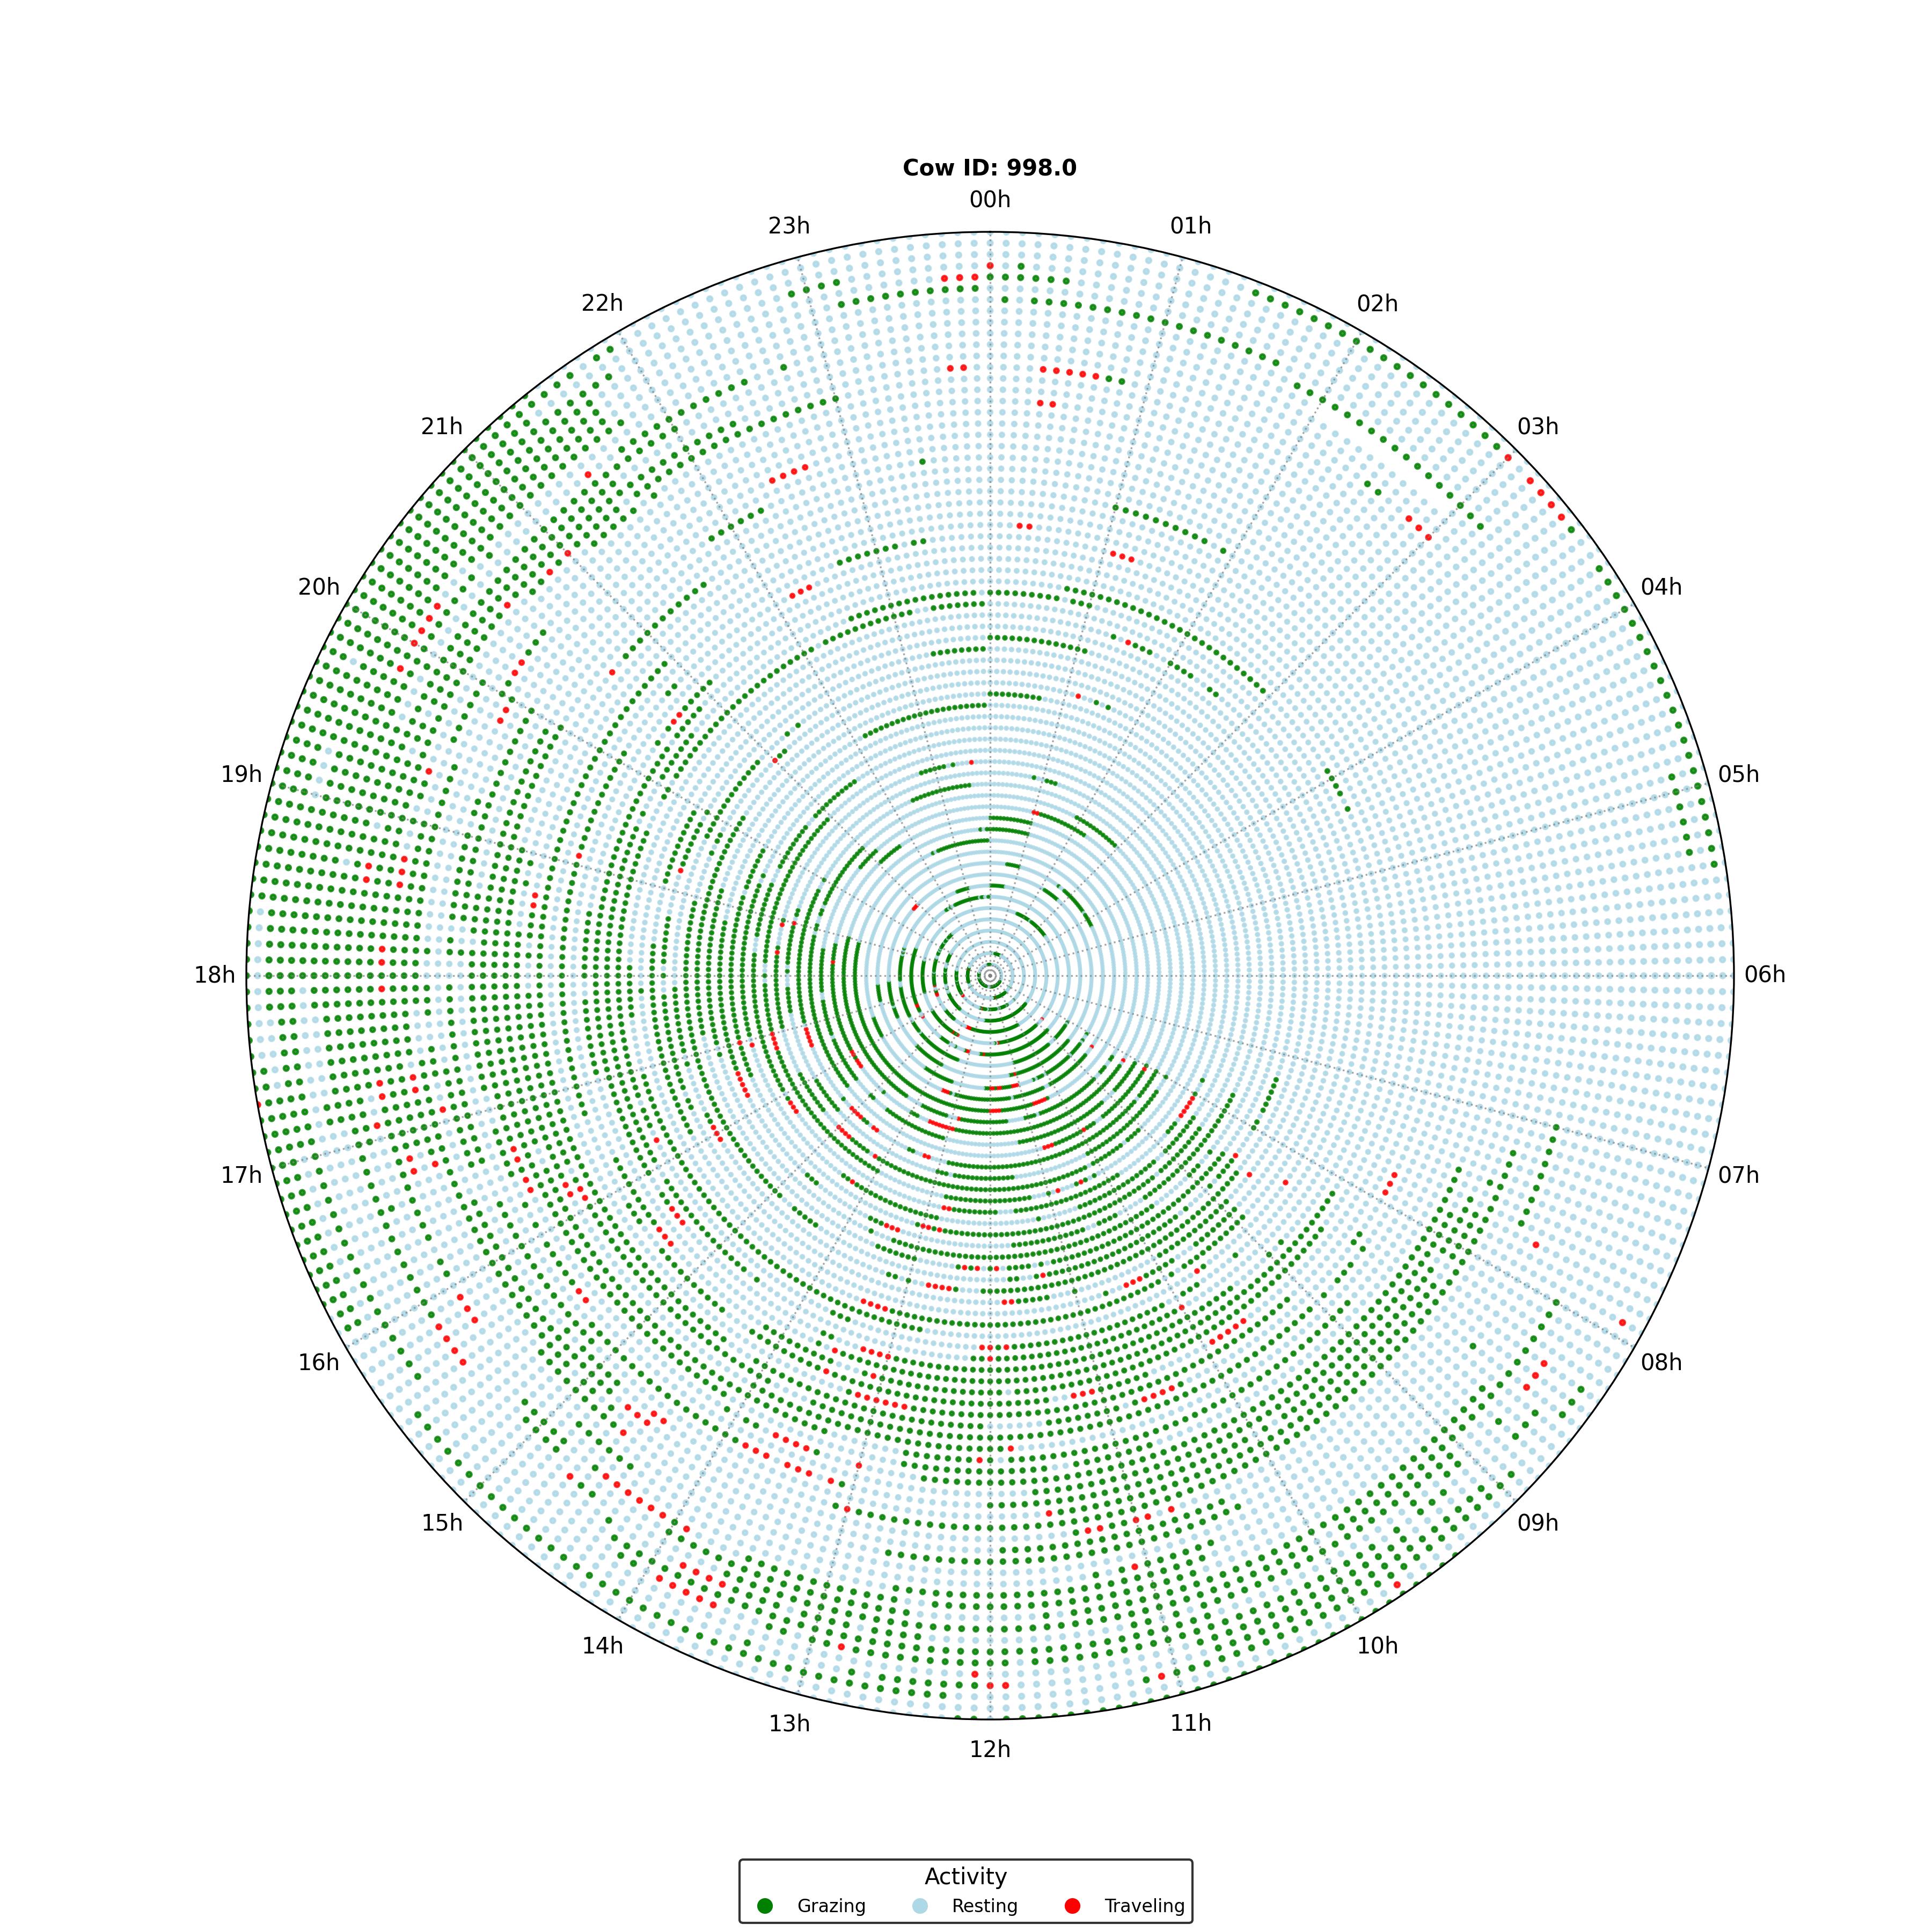 Cow ID: 998.0
00h
23h
01h
22h
02h
21h
03h
20h
04h
19h
05h
18h
06h
17h
07h
16h
08h
15h
09h
14h
10h
13h
11h
12h
Activity
Grazing Resting Traveling